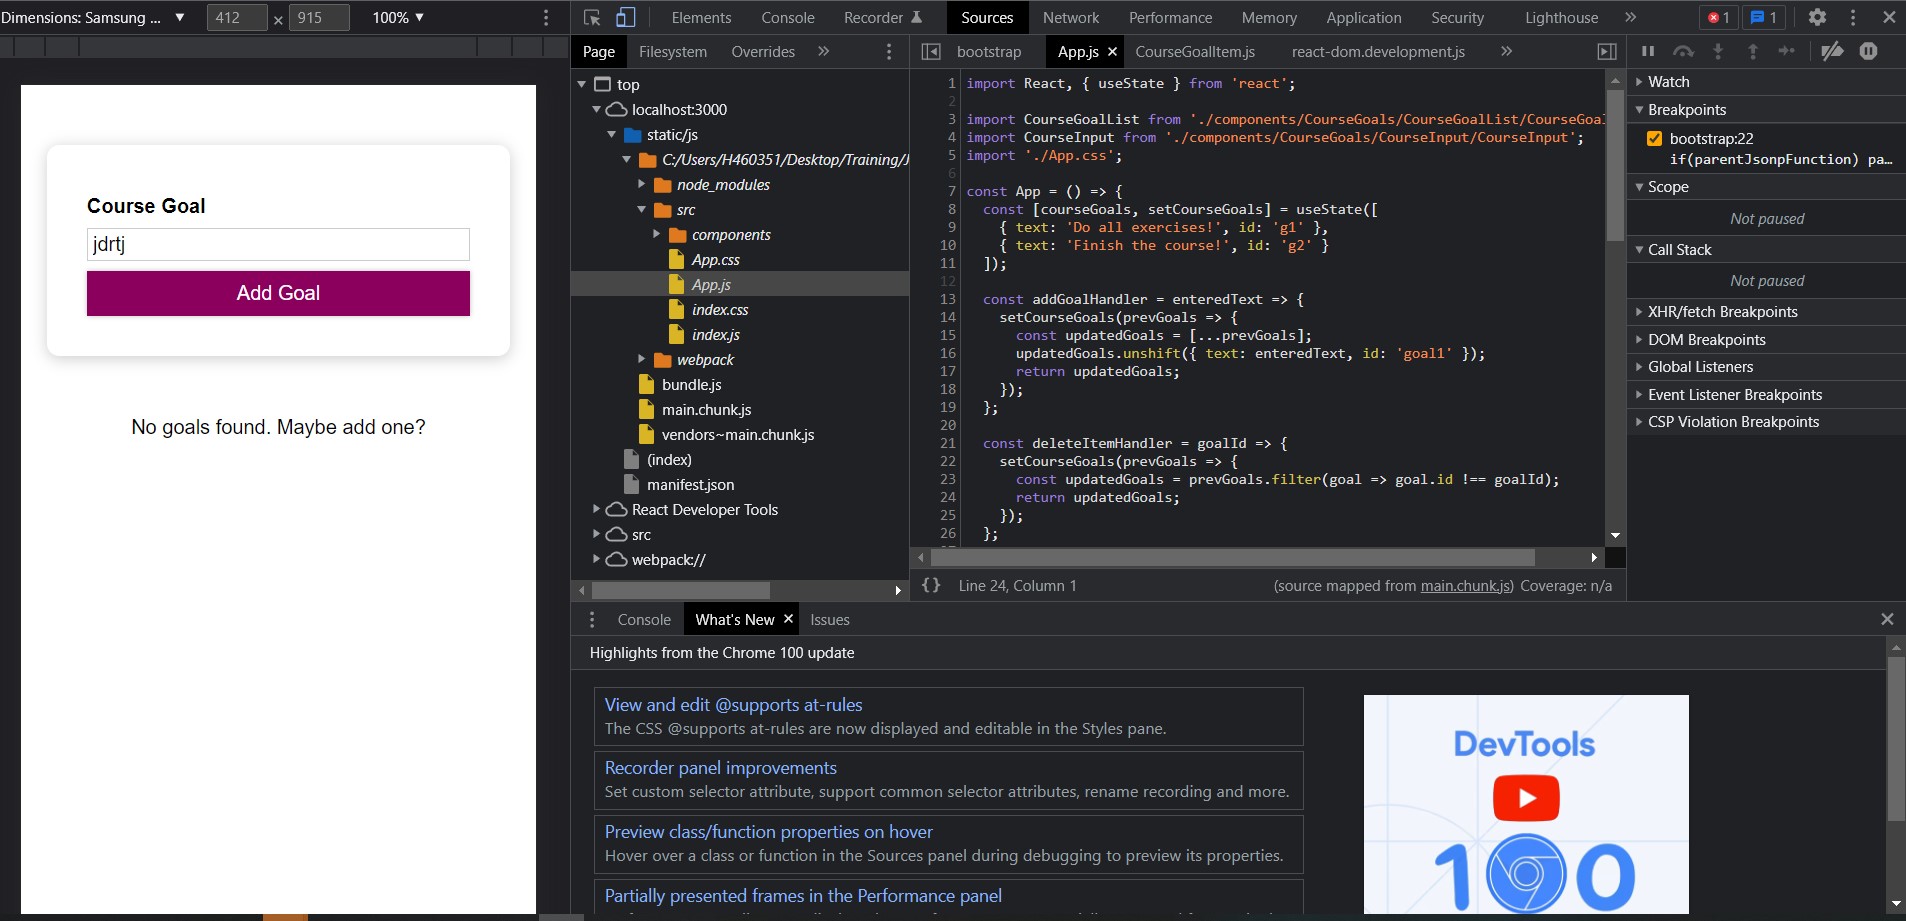 Dimensions: Samsung ... ▼ 412 × 915 100% ▼
Course Goal
jdrtj
Add Goal
No goals found. Maybe add one?
Elements Console Recorder Sources Network Performance Memory Application Security Lighthouse » 1 1
Page Filesystem Overrides »
top
localhost:3000
static/js
C:/Users/H460351/Desktop/Training/J
node_modules
src
components
App.css
App.js
index.css
index.js
webpack
bundle.js
main.chunk.js
vendors~main.chunk.js
(index)
manifest.json
React Developer Tools
src
webpack://
bootstrap App.js × CourseGoalItem.js react-dom.development.js »
1 import React, { useState } from 'react';
2
3 import CourseGoalList from './components/CourseGoals/CourseGoalList/CourseGoal
4 import CourseInput from './components/CourseGoals/CourseInput/CourseInput';
5 import './App.css';
6
7 const App = () => {
8 const [courseGoals, setCourseGoals] = useState([
9 { text: 'Do all exercises!', id: 'g1' },
10 { text: 'Finish the course!', id: 'g2' }
11 ]);
12
13 const addGoalHandler = enteredText => {
14 setCourseGoals(prevGoals => {
15 const updatedGoals = [...prevGoals];
16 updatedGoals.unshift({ text: enteredText, id: 'goal1' });
17 return updatedGoals;
18 });
19 };
20
21 const deleteItemHandler = goalId => {
22 setCourseGoals(prevGoals => {
23 const updatedGoals = prevGoals.filter(goal => goal.id !== goalId);
24 return updatedGoals;
25 });
26 };
{} Line 24, Column 1 (source mapped from main.chunk.js) Coverage: n/a
Watch
Breakpoints
bootstrap:22
if(parentJsonpFunction) pa…
Scope
Not paused
Call Stack
Not paused
XHR/fetch Breakpoints
DOM Breakpoints
Global Listeners
Event Listener Breakpoints
CSP Violation Breakpoints
Console What's New × Issues
Highlights from the Chrome 100 update
View and edit @supports at-rules
The CSS @supports at-rules are now displayed and editable in the Styles pane.
Recorder panel improvements
Set custom selector attribute, support common selector attributes, rename recording and more.
Preview class/function properties on hover
Hover over a class or function in the Sources panel during debugging to preview its properties.
Partially presented frames in the Performance panel
DevTools
100